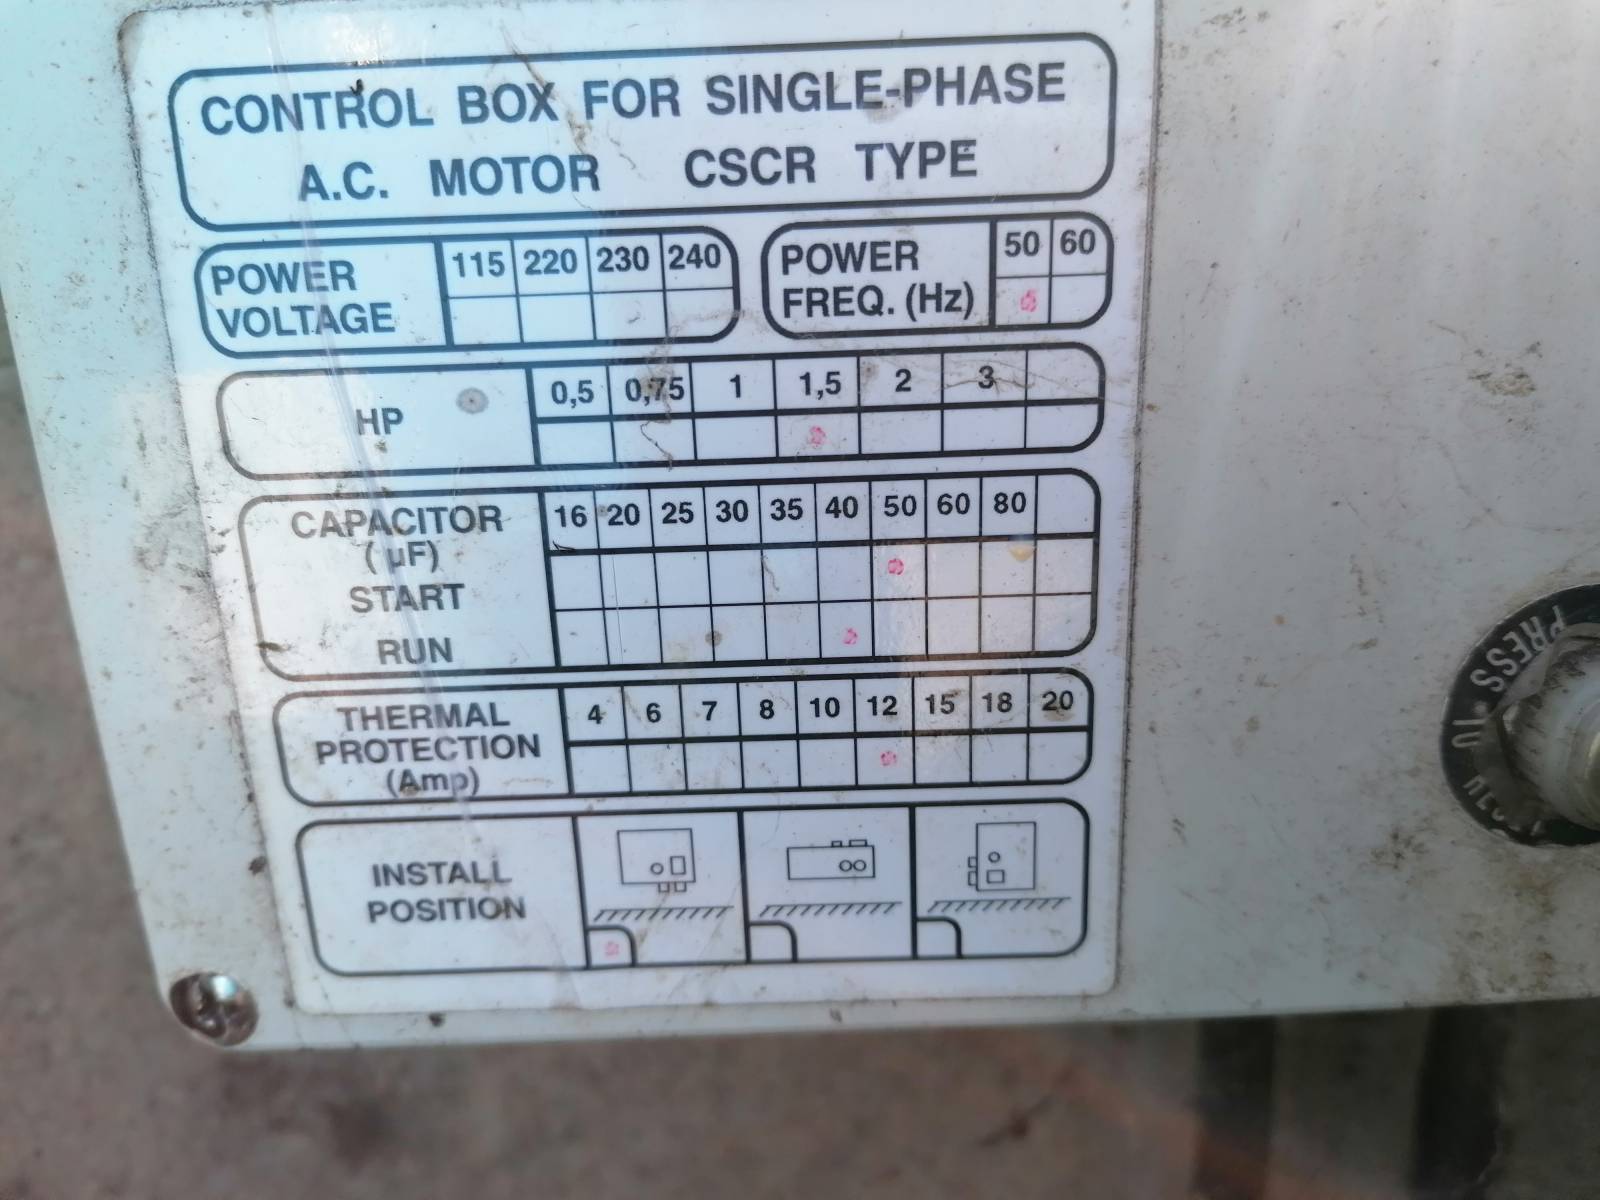 CONTROL BOX FOR SINGLE-PHASE
A.C. MOTOR CSCR TYPE
POWER VOLTAGE 115 220 230 240
POWER FREQ. (Hz) 50 60
HP 0,5 0,75 1 1,5 2 3
CAPACITOR 16 20 25 30 35 40 50 60 80
(µF)
START
RUN
THERMAL PROTECTION (Amp) 4 6 7 8 10 12 15 18 20
INSTALL
POSITION
PRESS TO